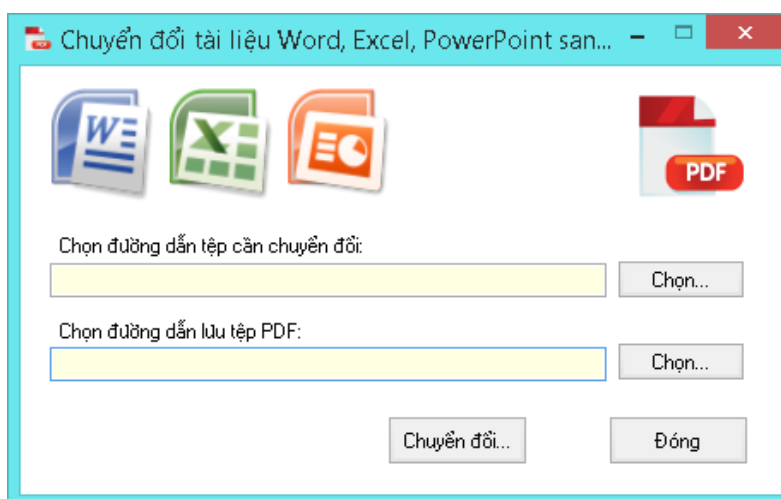 Chuyển đổi tài liệu Word, Excel, PowerPoint san...
W
X
PDF
Chọn đường dẫn tệp cần chuyển đổi:
Chọn...
Chọn đường dẫn lưu tệp PDF:
Chọn...
Chuyển đổi...
Đóng